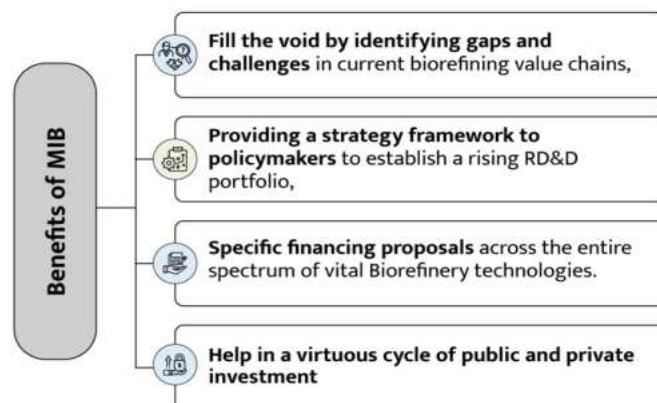 Benefits of MIB
Fill the void by identifying gaps and
challenges in current biorefining value chains,
Providing a strategy framework to
policymakers to establish a rising RD&D
portfolio,
Specific financing proposals across the entire
spectrum of vital Biorefinery technologies.
Help in a virtuous cycle of public and private
investment